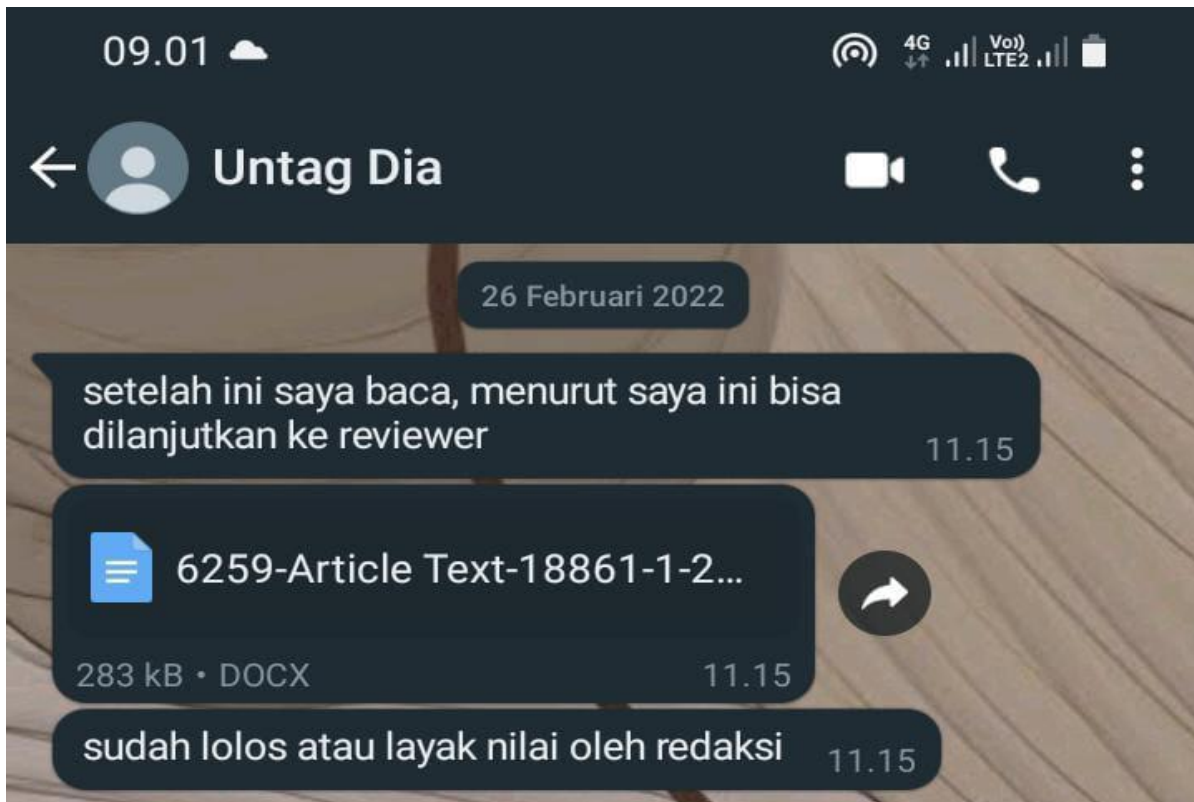 09.01
4G Vo)) LTE2
Untag Dia
26 Februari 2022
setelah ini saya baca, menurut saya ini bisa
dilanjutkan ke reviewer
11.15
6259-Article Text-18861-1-2...
283 kB • DOCX 11.15
sudah lolos atau layak nilai oleh redaksi 11.15